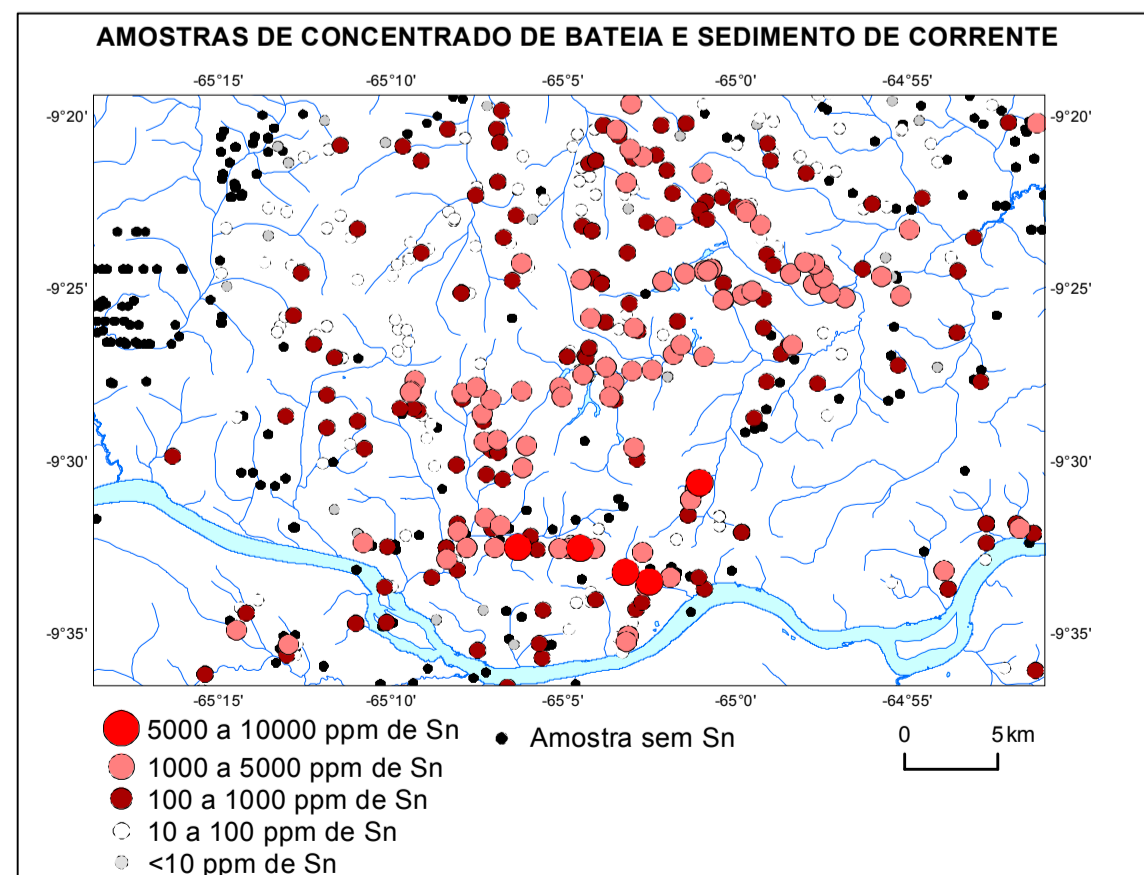 AMOSTRAS DE CONCENTRADO DE BATEIA E SEDIMENTO DE CORRENTE
-65°15' -65°10' -65°5' -65°0' -64°55'
-9°20' -9°20'
-9°25' -9°25'
-9°30' -9°30'
-9°35' -9°35'
-65°15' -65°10' -65°5' -65°0' -64°55'
5000 a 10000 ppm de Sn Amostra sem Sn 0 5 km
1000 a 5000 ppm de Sn
100 a 1000 ppm de Sn
10 a 100 ppm de Sn
<10 ppm de Sn